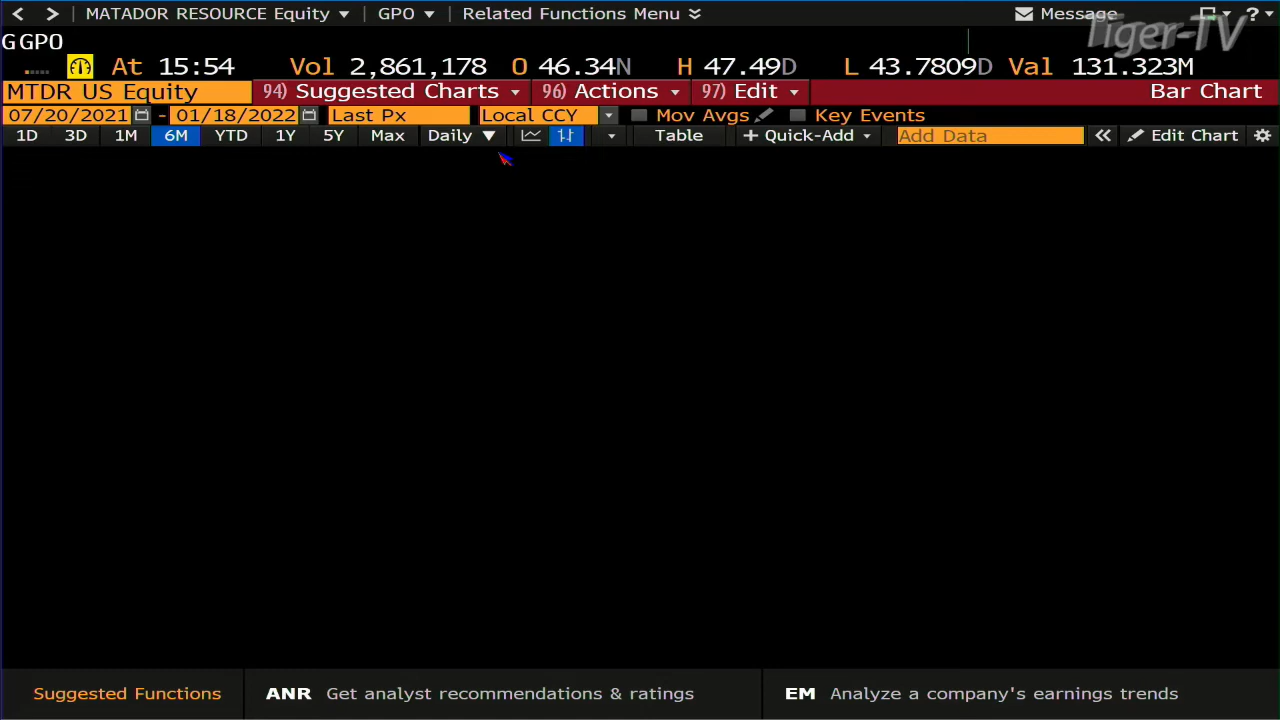 MATADOR RESOURCE Equity GPO Related Functions Menu Message ?
Tiger-TV
GGPO
At 15:54 Vol 2,861,178 O 46.34N H 47.49D L 43.7809D Val 131.323M
MTDR US Equity 94) Suggested Charts 96) Actions 97) Edit Bar Chart
07/20/2021 - 01/18/2022 Last Px Local CCY Mov Avgs Key Events
1D 3D 1M 6M YTD 1Y 5Y Max Daily Table + Quick-Add Add Data Edit Chart
Suggested Functions ANR Get analyst recommendations & ratings EM Analyze a company's earnings trends